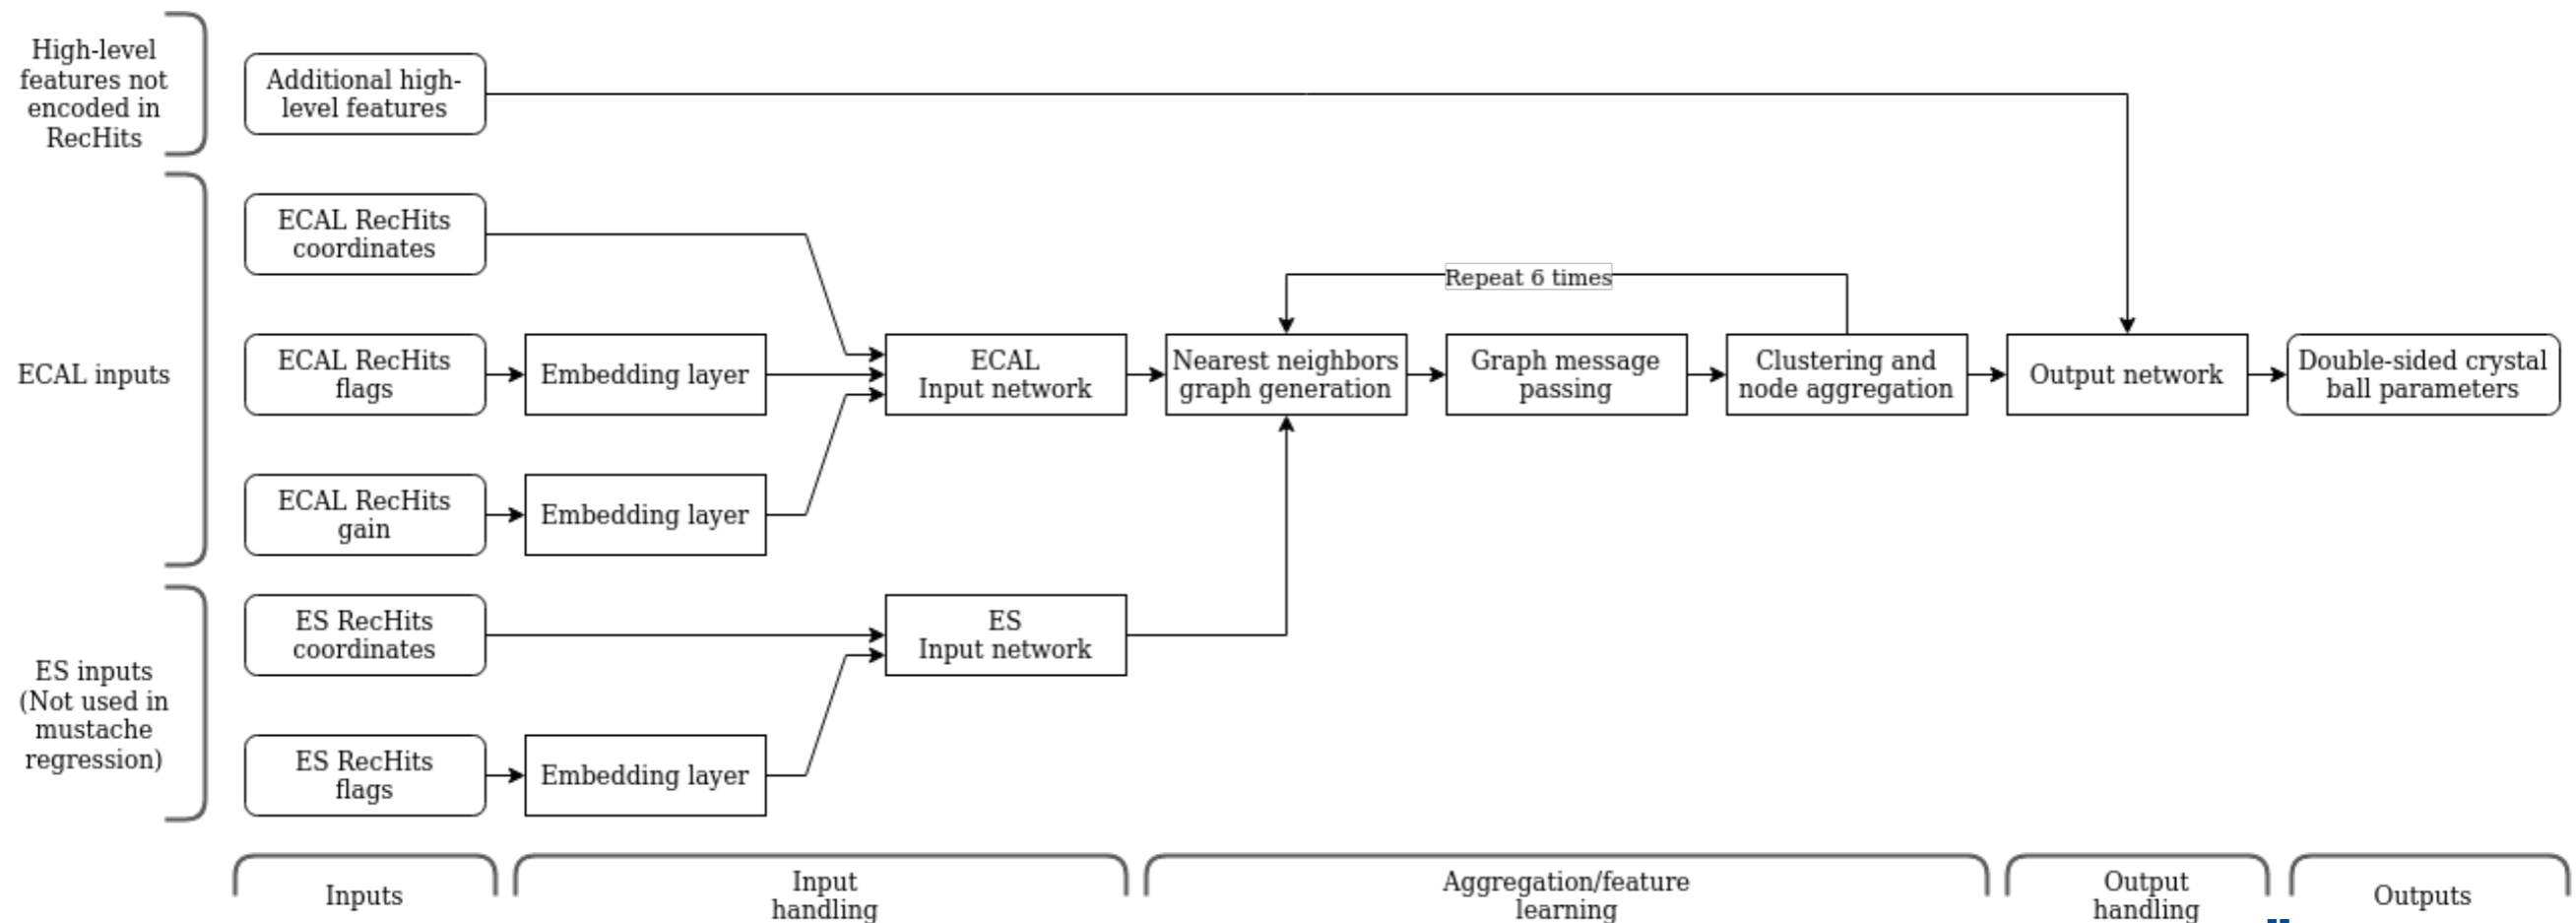 High-level
features not
encoded in
RecHits
Additional high-
level features
ECAL inputs
ECAL RecHits
coordinates
Repeat 6 times
ECAL RecHits
flags
Embedding layer
ECAL
Input network
Nearest neighbors
graph generation
Graph message
passing
Clustering and
node aggregation
Output network
Double-sided crystal
ball parameters
ECAL RecHits
gain
Embedding layer
ES inputs
(Not used in
mustache
regression)
ES RecHits
coordinates
ES
Input network
ES RecHits
flags
Embedding layer
Inputs
Input
handling
Aggregation/feature
learning
Output
handling
Outputs